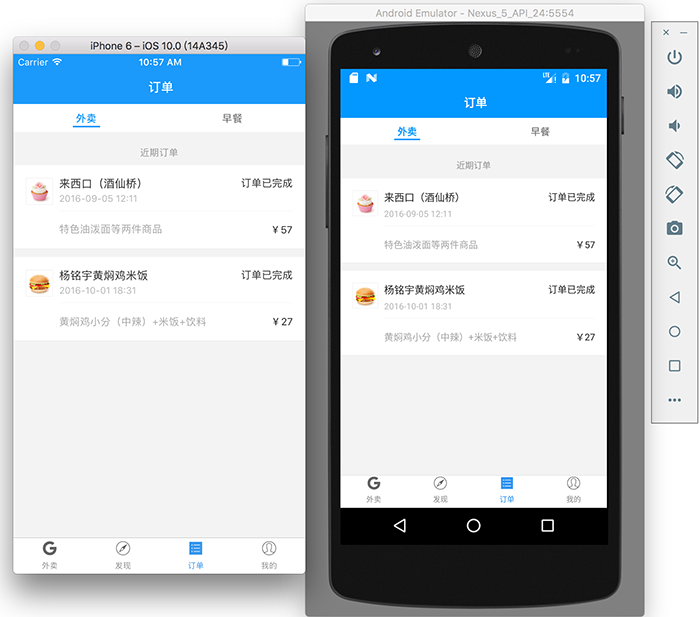 iPhone 6 – iOS 10.0 (14A345)
Carrier
10:57 AM
订单
外卖
早餐
近期订单
来西口（酒仙桥）
订单已完成
2016-09-05 12:11
特色油泼面等两件商品
￥57
杨铭宇黄焖鸡米饭
订单已完成
2016-10-01 18:31
黄焖鸡小分（中辣）+米饭+饮料
￥27
外卖
发现
订单
我的
Android Emulator - Nexus_5_API_24:5554
LTE
10:57
订单
外卖
早餐
近期订单
来西口（酒仙桥）
订单已完成
2016-09-05 12:11
特色油泼面等两件商品
￥57
杨铭宇黄焖鸡米饭
订单已完成
2016-10-01 18:31
黄焖鸡小分（中辣）+米饭+饮料
￥27
外卖
发现
订单
我的